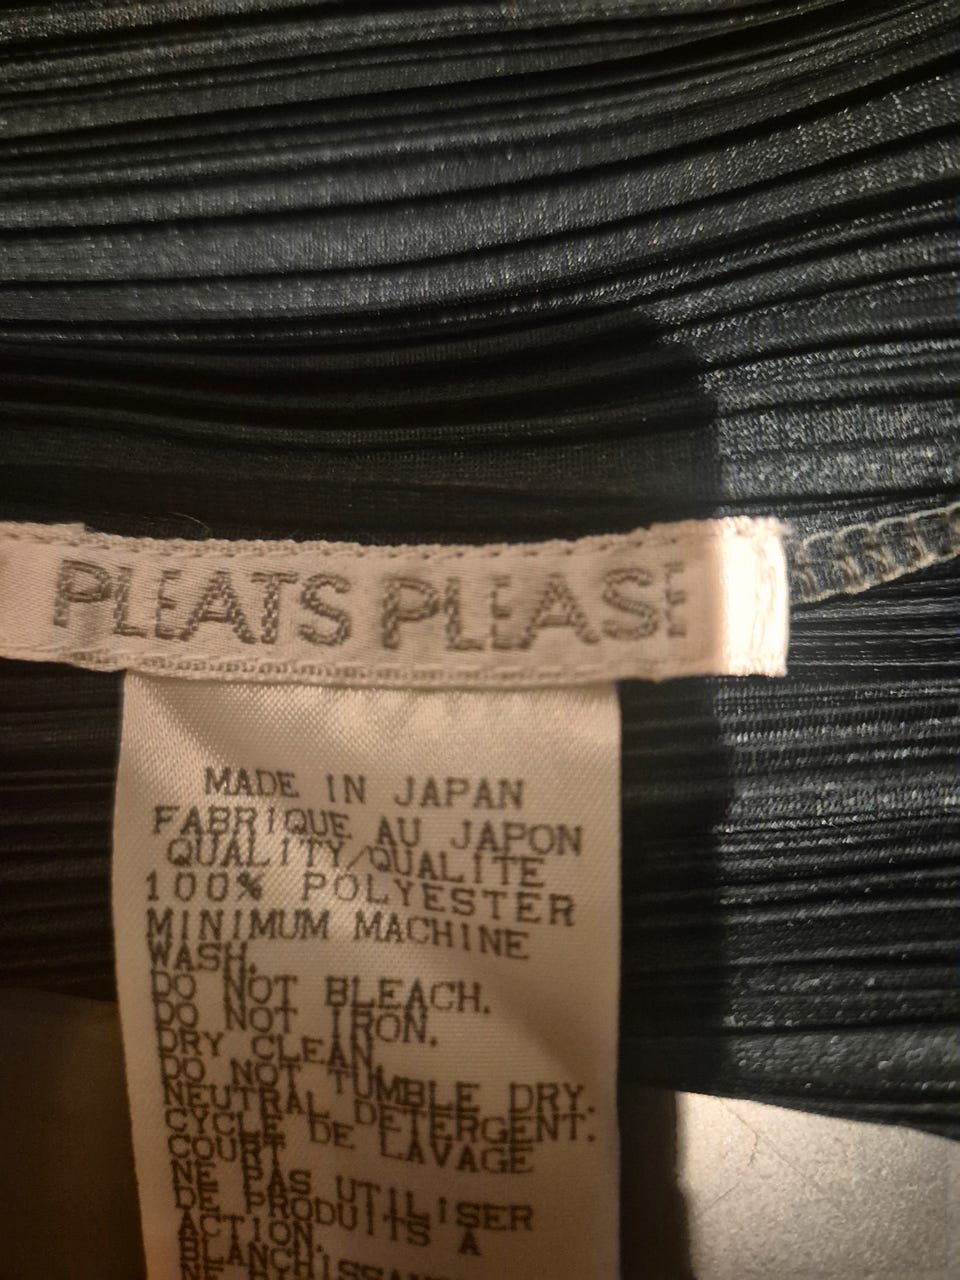 PLEATS PLEASE
MADE IN JAPAN
FABRIQUE AU JAPON
QUALITY/QUALITE
100% POLYESTER
MINIMUM MACHINE
WASH.
DO NOT BLEACH.
DO NOT IRON.
DRY CLEAN
DO NOT TUMBLE DRY.
NEUTRAL DETERGENT.
CYCLE DE LAVAGE
COURT
NE PAS UTILISER
DE PRODUITS A
ACTION.